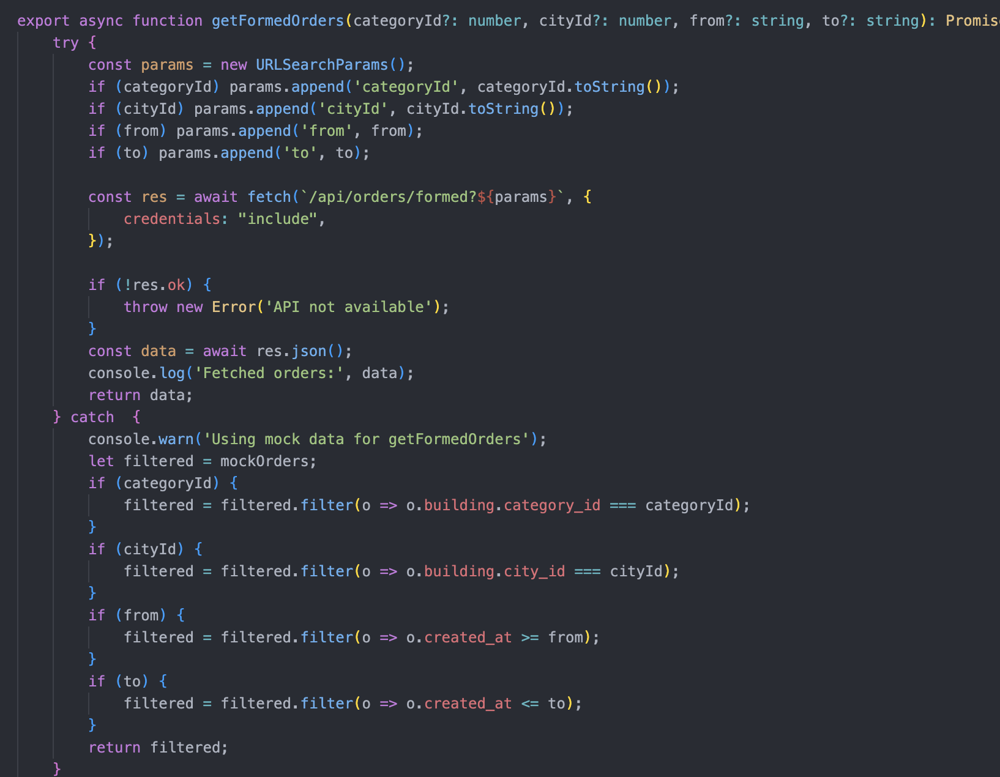 export async function getFormedOrders(categoryId?: number, cityId?: number, from?: string, to?: string): Promis
    try {
        const params = new URLSearchParams();
        if (categoryId) params.append('categoryId', categoryId.toString());
        if (cityId) params.append('cityId', cityId.toString());
        if (from) params.append('from', from);
        if (to) params.append('to', to);

        const res = await fetch(`/api/orders/formed?${params}`, {
            credentials: "include",
        });

        if (!res.ok) {
            throw new Error('API not available');
        }
        const data = await res.json();
        console.log('Fetched orders:', data);
        return data;
    } catch  {
        console.warn('Using mock data for getFormedOrders');
        let filtered = mockOrders;
        if (categoryId) {
            filtered = filtered.filter(o => o.building.category_id === categoryId);
        }
        if (cityId) {
            filtered = filtered.filter(o => o.building.city_id === cityId);
        }
        if (from) {
            filtered = filtered.filter(o => o.created_at >= from);
        }
        if (to) {
            filtered = filtered.filter(o => o.created_at <= to);
        }
        return filtered;
    }